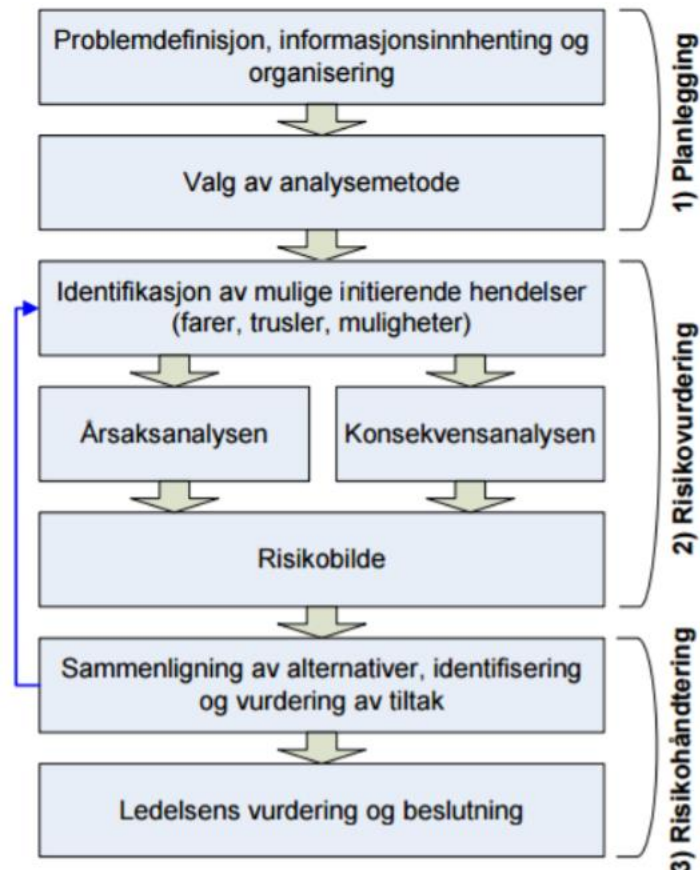 Problemdefinisjon, informasjonsinnhenting og
organisering
Valg av analysemetode
1) Planlegging
Identifikasjon av mulige initierende hendelser
(farer, trusler, muligheter)
Årsaksanalysen
Konsekvensanalysen
Risikobilde
2) Risikovurdering
Sammenligning av alternativer, identifisering
og vurdering av tiltak
Ledelsens vurdering og beslutning
3) Risikohåndtering